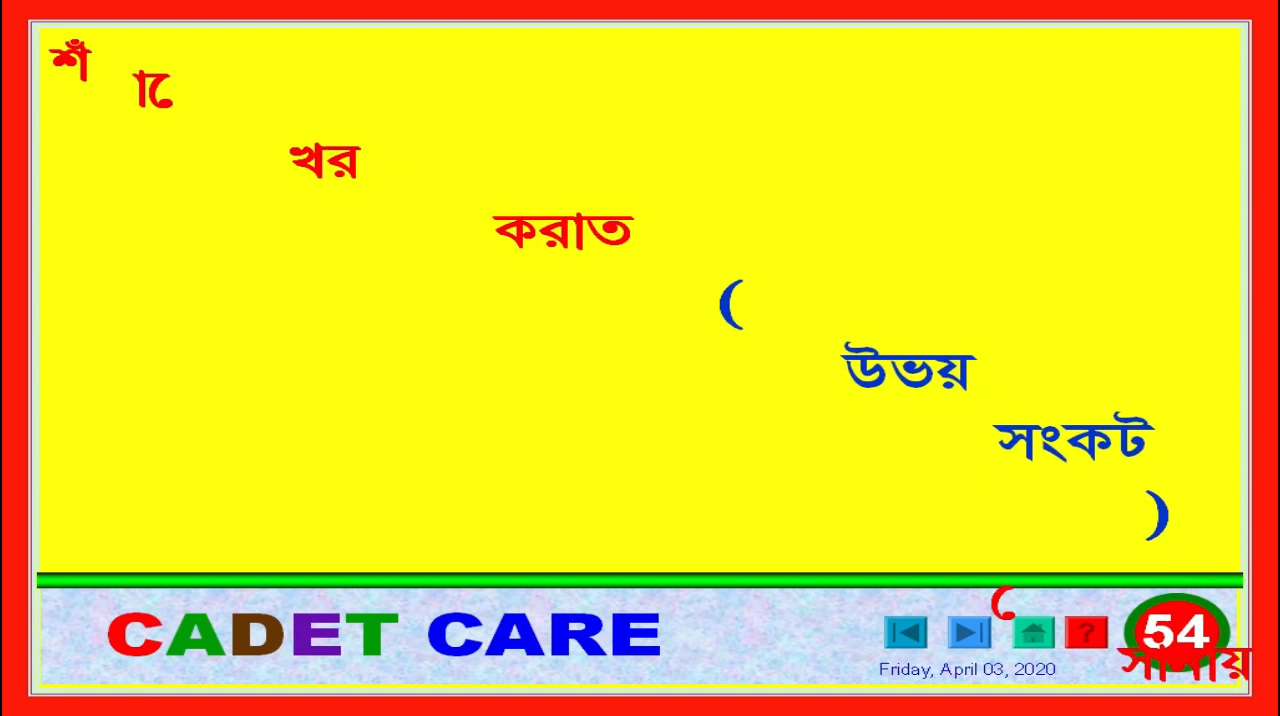 শঁ
াে
খর
করাত
(
উভয়
সংকট
)
ে
CADET CARE
?
54
Friday, April 03, 2020